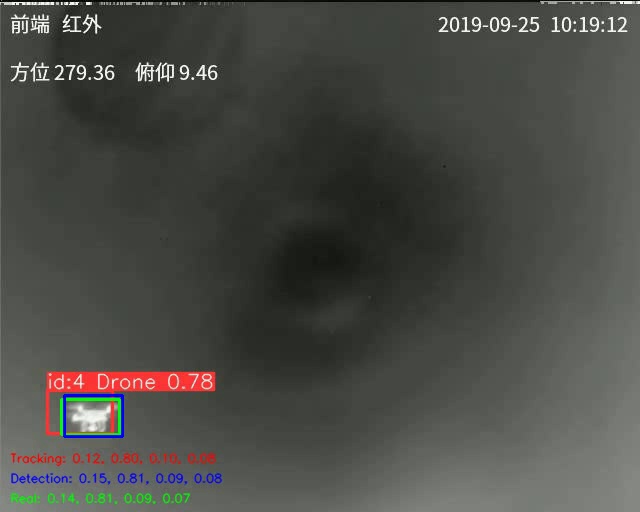 前端 红外
2019-09-25 10:19:12
方位 279.36 俯仰 9.46
id:4 Drone 0.78
Tracking: 0.12, 0.80, 0.10, 0.08
Detection: 0.15, 0.81, 0.09, 0.08
Real: 0.14, 0.81, 0.09, 0.07